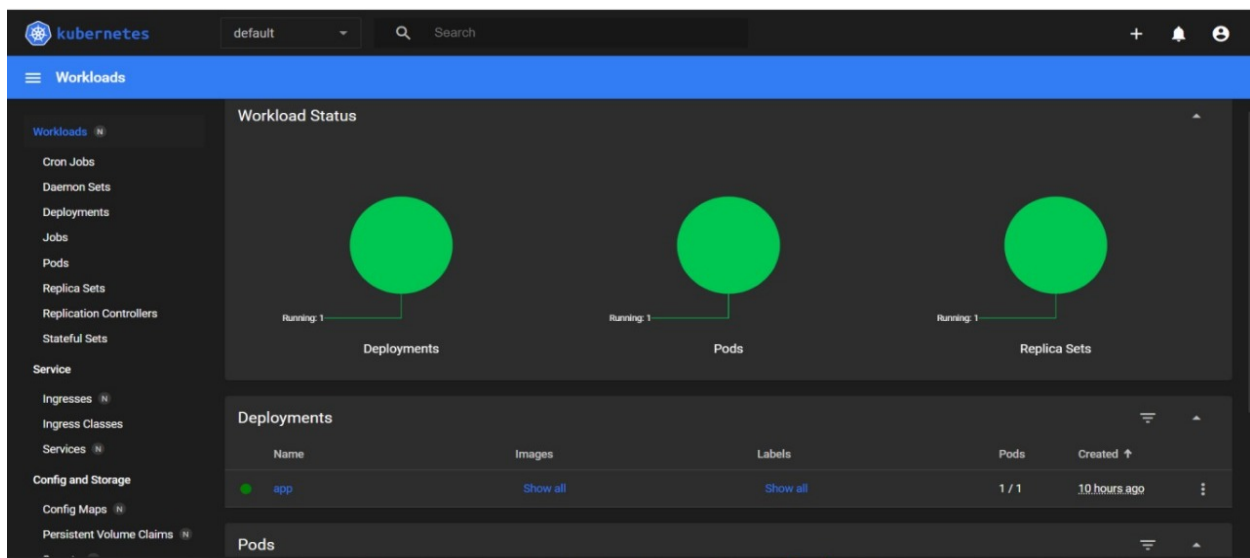 kubernetes
default
Search
Workloads
Workloads N
Cron Jobs
Daemon Sets
Deployments
Jobs
Pods
Replica Sets
Replication Controllers
Stateful Sets
Service
Ingresses N
Ingress Classes
Services N
Config and Storage
Config Maps N
Persistent Volume Claims N
Workload Status
Running: 1
Deployments
Running: 1
Pods
Running: 1
Replica Sets
Deployments
Name Images Labels Pods Created
app Show all Show all 1 / 1 10 hours ago
Pods